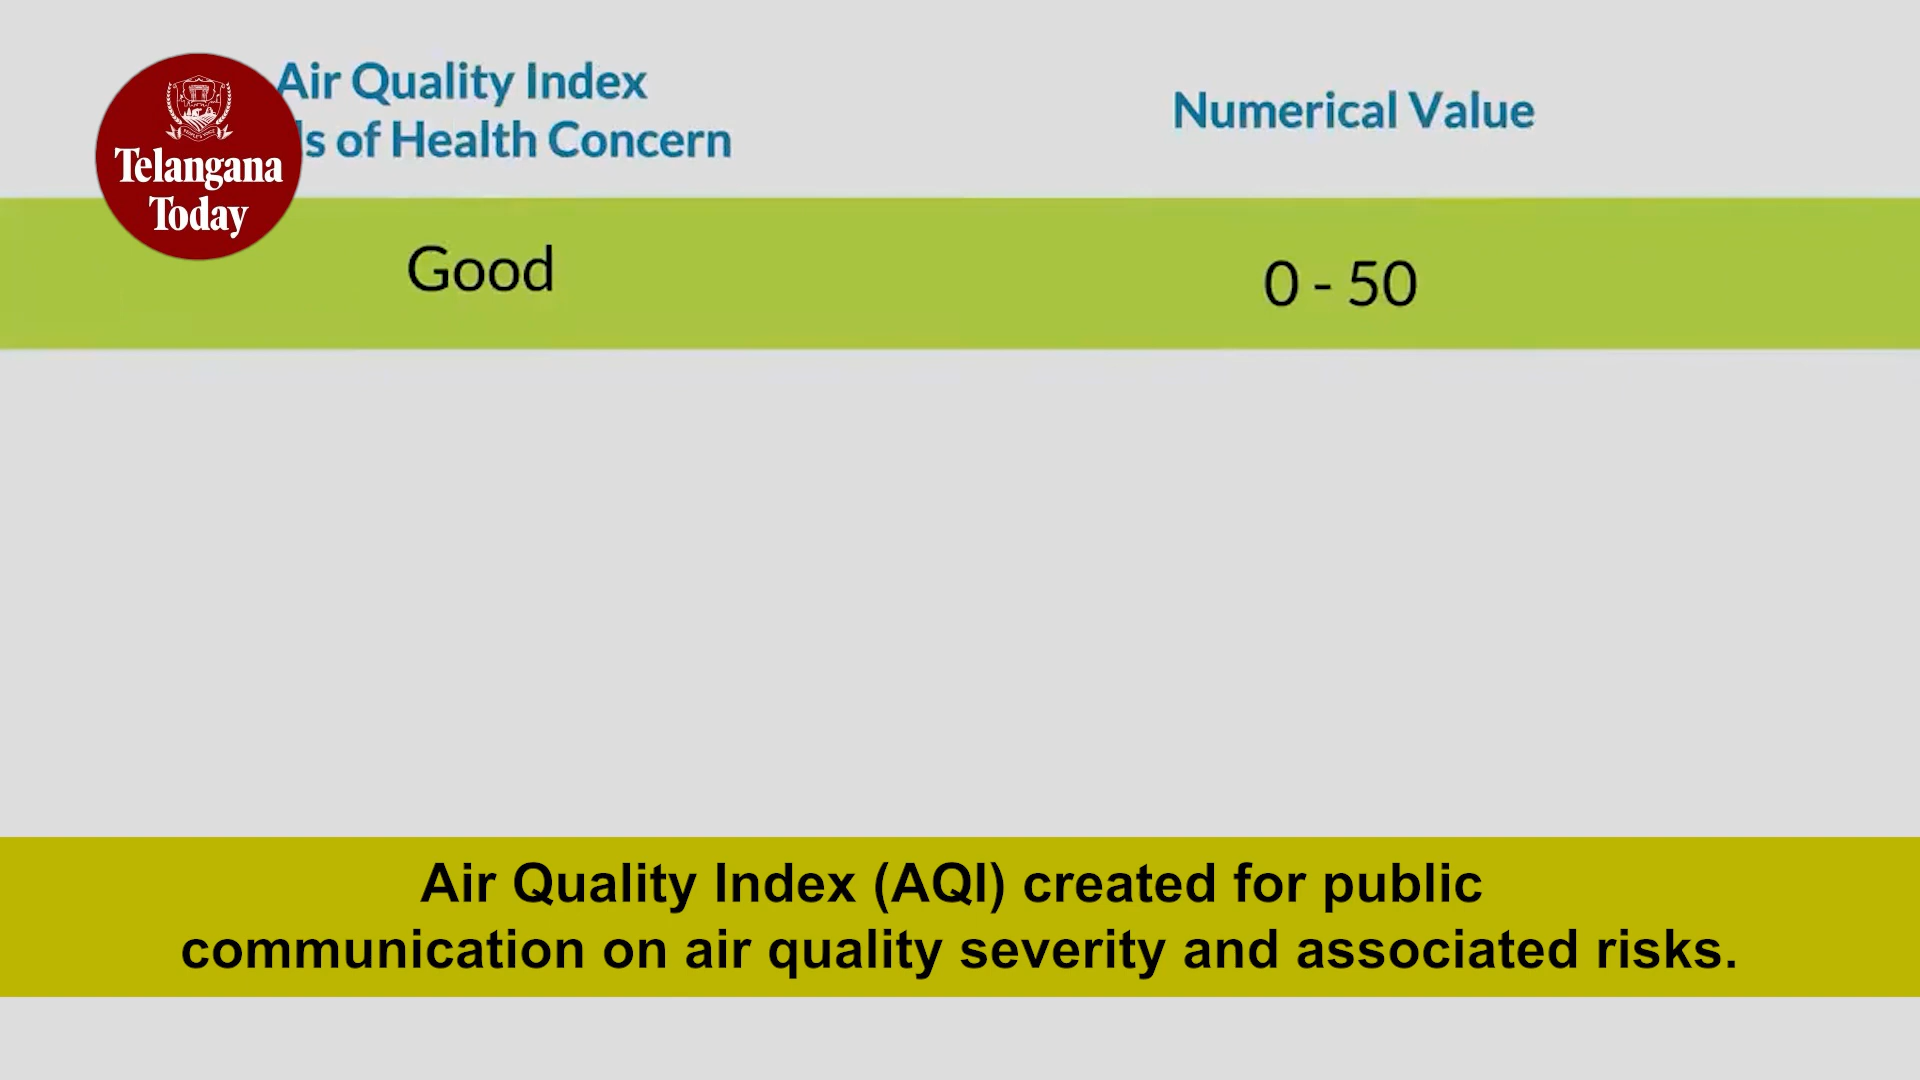 Air Quality Index
s of Health Concern
Numerical Value
Telangana
Today
Good
0 - 50
Air Quality Index (AQI) created for public
communication on air quality severity and associated risks.